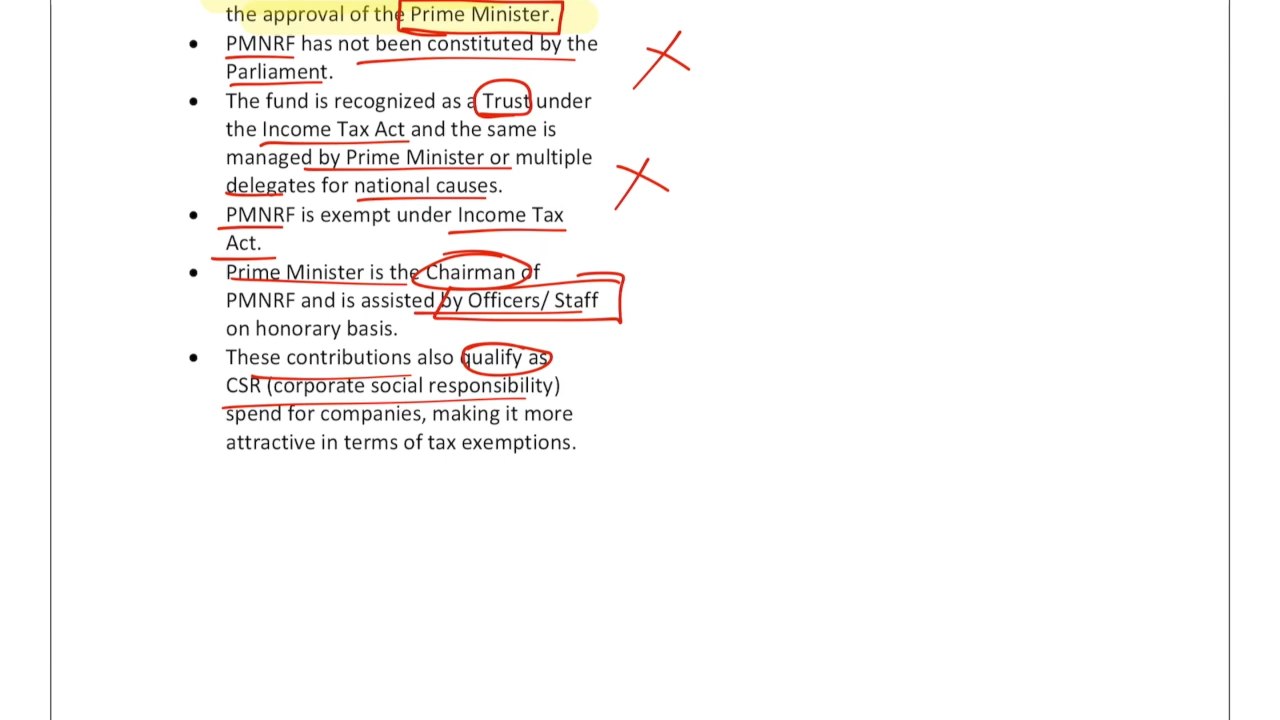 the approval of the Prime Minister.
• PMNRF has not been constituted by the
Parliament.
• The fund is recognized as a Trust under
the Income Tax Act and the same is
managed by Prime Minister or multiple
delegates for national causes.
• PMNRF is exempt under Income Tax
Act.
• Prime Minister is the Chairman of
PMNRF and is assisted by Officers/ Staff
on honorary basis.
• These contributions also qualify as
CSR (corporate social responsibility)
spend for companies, making it more
attractive in terms of tax exemptions.